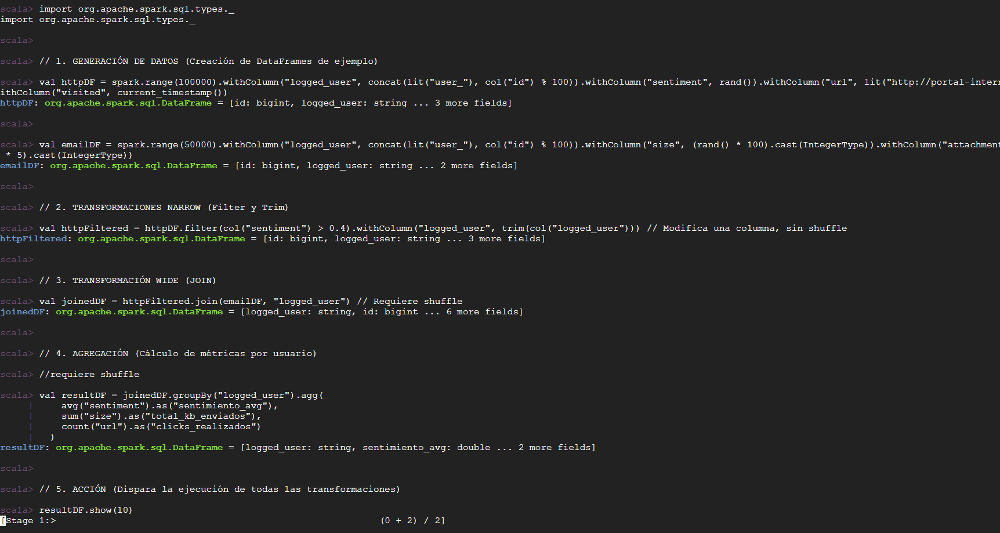 scala> import org.apache.spark.sql.types._
import org.apache.spark.sql.types._
scala>
scala> // 1. GENERACIÓN DE DATOS (Creación de DataFrames de ejemplo)
scala> val httpDF = spark.range(100000).withColumn("logged_user", concat(lit("user_"), col("id") % 100)).withColumn("sentiment", rand()).withColumn("url", lit("http://portal-intern
ithColumn("visited", current_timestamp())
httpDF: org.apache.spark.sql.DataFrame = [id: bigint, logged_user: string ... 3 more fields]
scala>
scala> val emailDF = spark.range(50000).withColumn("logged_user", concat(lit("user_"), col("id") % 100)).withColumn("size", (rand() * 100).cast(IntegerType)).withColumn("attachment
 * 5).cast(IntegerType))
emailDF: org.apache.spark.sql.DataFrame = [id: bigint, logged_user: string ... 2 more fields]
scala>
scala> // 2. TRANSFORMACIONES NARROW (Filter y Trim)
scala> val httpFiltered = httpDF.filter(col("sentiment") > 0.4).withColumn("logged_user", trim(col("logged_user"))) // Modifica una columna, sin shuffle
httpFiltered: org.apache.spark.sql.DataFrame = [id: bigint, logged_user: string ... 3 more fields]
scala>
scala> // 3. TRANSFORMACIÓN WIDE (JOIN)
scala> val joinedDF = httpFiltered.join(emailDF, "logged_user") // Requiere shuffle
joinedDF: org.apache.spark.sql.DataFrame = [logged_user: string, id: bigint ... 6 more fields]
scala>
scala> // 4. AGREGACIÓN (Cálculo de métricas por usuario)
scala> //requiere shuffle
scala> val resultDF = joinedDF.groupBy("logged_user").agg(
     |     avg("sentiment").as("sentimiento_avg"),
     |     sum("size").as("total_kb_enviados"),
     |     count("url").as("clicks_realizados")
     |   )
resultDF: org.apache.spark.sql.DataFrame = [logged_user: string, sentimiento_avg: double ... 2 more fields]
scala>
scala> // 5. ACCIÓN (Dispara la ejecución de todas las transformaciones)
scala> resultDF.show(10)
[Stage 1:>                                                          (0 + 2) / 2]